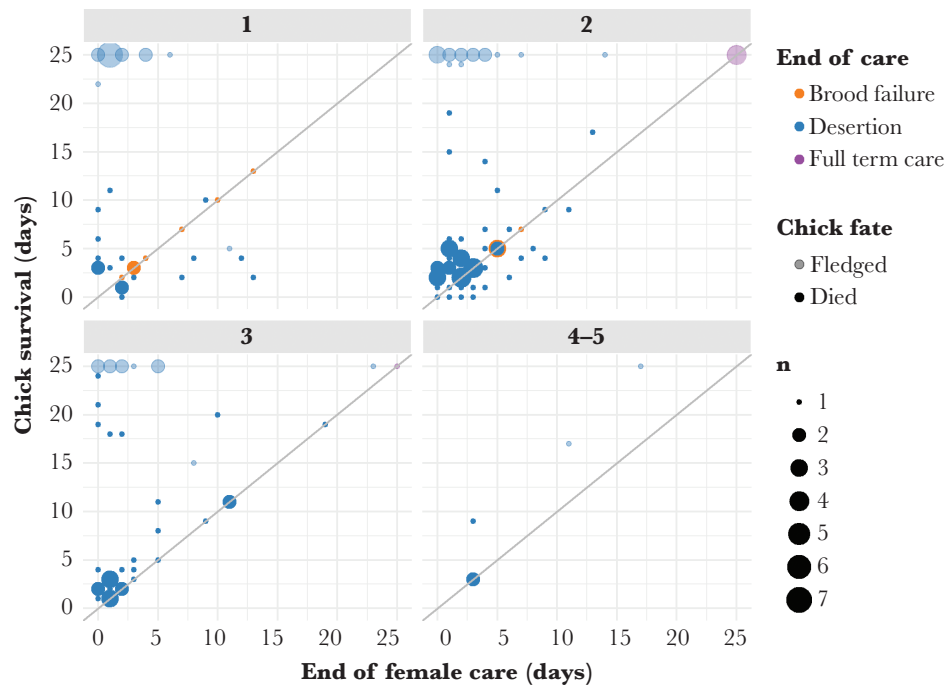 1
2
End of care
Brood failure
Desertion
Full term care
25
20
15
10
5
0
Chick survival (days)
Chick fate
Fledged
Died
3
4–5
25
20
15
10
5
0
n
1
2
3
4
5
6
7
0 5 10 15 20 25
0 5 10 15 20 25
End of female care (days)